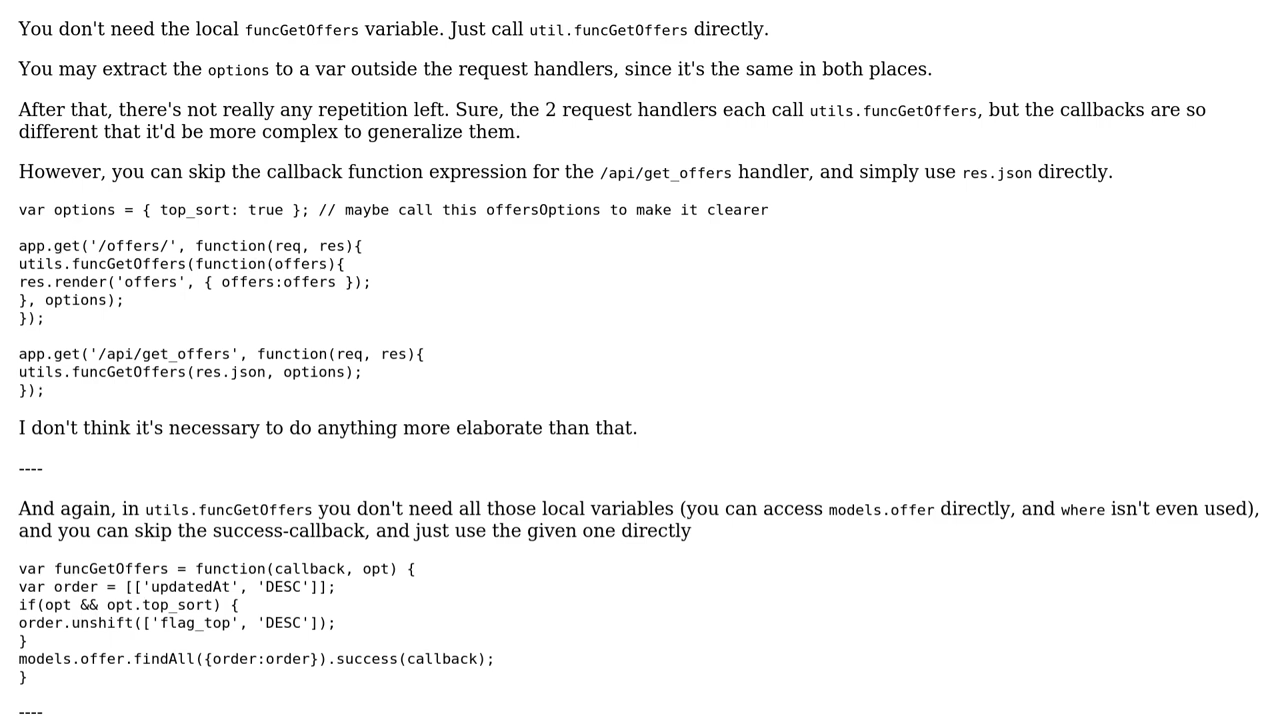 You don't need the local funcGetOffers variable. Just call util.funcGetOffers directly.
You may extract the options to a var outside the request handlers, since it's the same in both places.
After that, there's not really any repetition left. Sure, the 2 request handlers each call utils.funcGetOffers, but the callbacks are so
different that it'd be more complex to generalize them.
However, you can skip the callback function expression for the /api/get_offers handler, and simply use res.json directly.
var options = { top_sort: true }; // maybe call this offersOptions to make it clearer
app.get('/offers/', function(req, res){
utils.funcGetOffers(function(offers){
res.render('offers', { offers:offers });
}, options);
});
app.get('/api/get_offers', function(req, res){
utils.funcGetOffers(res.json, options);
});
I don't think it's necessary to do anything more elaborate than that.
----
And again, in utils.funcGetOffers you don't need all those local variables (you can access models.offer directly, and where isn't even used),
and you can skip the success-callback, and just use the given one directly
var funcGetOffers = function(callback, opt) {
var order = [['updatedAt', 'DESC']];
if(opt && opt.top_sort) {
order.unshift(['flag_top', 'DESC']);
}
models.offer.findAll({order:order}).success(callback);
}
----